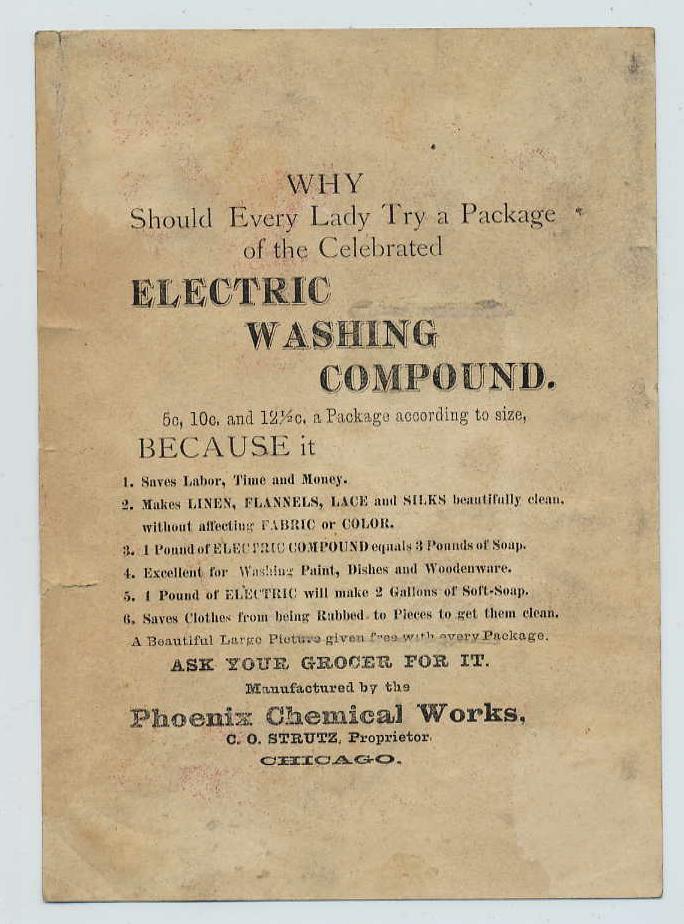 WHY
Should Every Lady Try a Package
of the Celebrated
ELECTRIC
WASHING
COMPOUND.
5c, 10c. and 12½c. a Package according to size,
BECAUSE it
1. Saves Labor, Time and Money.
2. Makes LINEN, FLANNELS, LACE and SILKS beautifully clean,
without affecting FABRIC or COLOR.
3. 1 Pound of ELECTRIC COMPOUND equals 3 Pounds of Soap.
4. Excellent for Washing Paint, Dishes and Woodenware.
5. 1 Pound of ELECTRIC will make 2 Gallons of Soft-Soap.
6. Saves Clothes from being Rubbed to Pieces to get them clean.
A Beautiful Large Picture given free with every Package.
ASK YOUR GROCER FOR IT.
Manufactured by the
Phoenix Chemical Works,
C. O. STRUTZ, Proprietor.
CHICAGO.